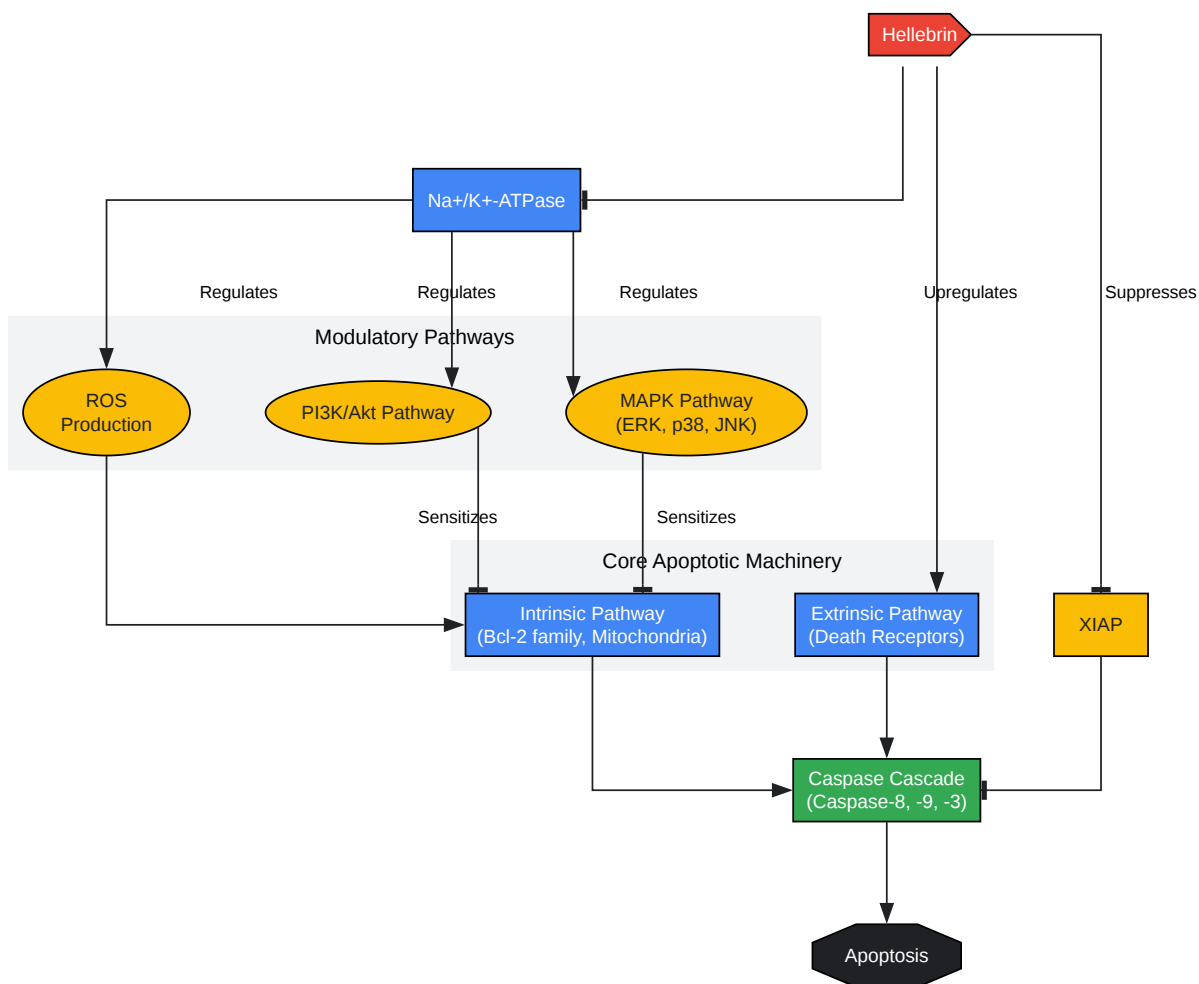 Hellebrin
Na+/K+-ATPase
Regulates
Regulates
Regulates
Upregulates
Suppresses
Modulatory Pathways
ROS
Production
PI3K/Akt Pathway
MAPK Pathway
(ERK, p38, JNK)
Sensitizes
Sensitizes
Core Apoptotic Machinery
Intrinsic Pathway
(Bcl-2 family, Mitochondria)
Extrinsic Pathway
(Death Receptors)
XIAP
Caspase Cascade
(Caspase-8, -9, -3)
Apoptosis